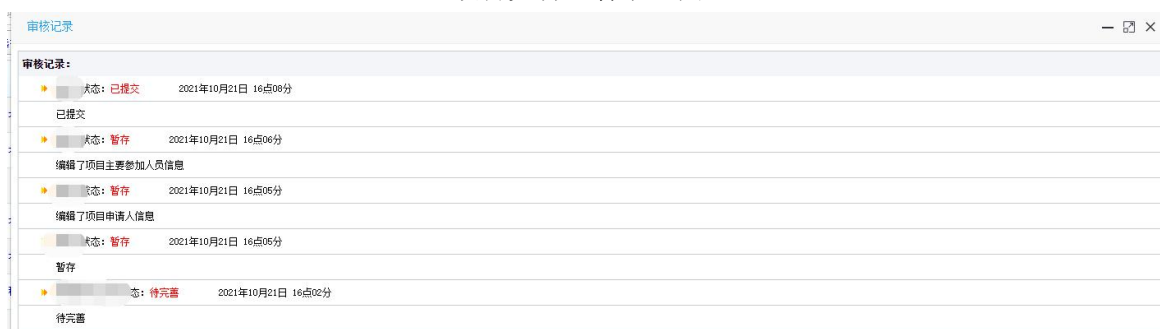 审核记录
审核记录：
状态：已提交 2021年10月21日 16点08分
已提交
状态：暂存 2021年10月21日 16点06分
编辑了项目主要参加人员信息
态：暂存 2021年10月21日 16点05分
编辑了项目申请人信息
状态：暂存 2021年10月21日 16点05分
暂存
态：待完善 2021年10月21日 16点02分
待完善